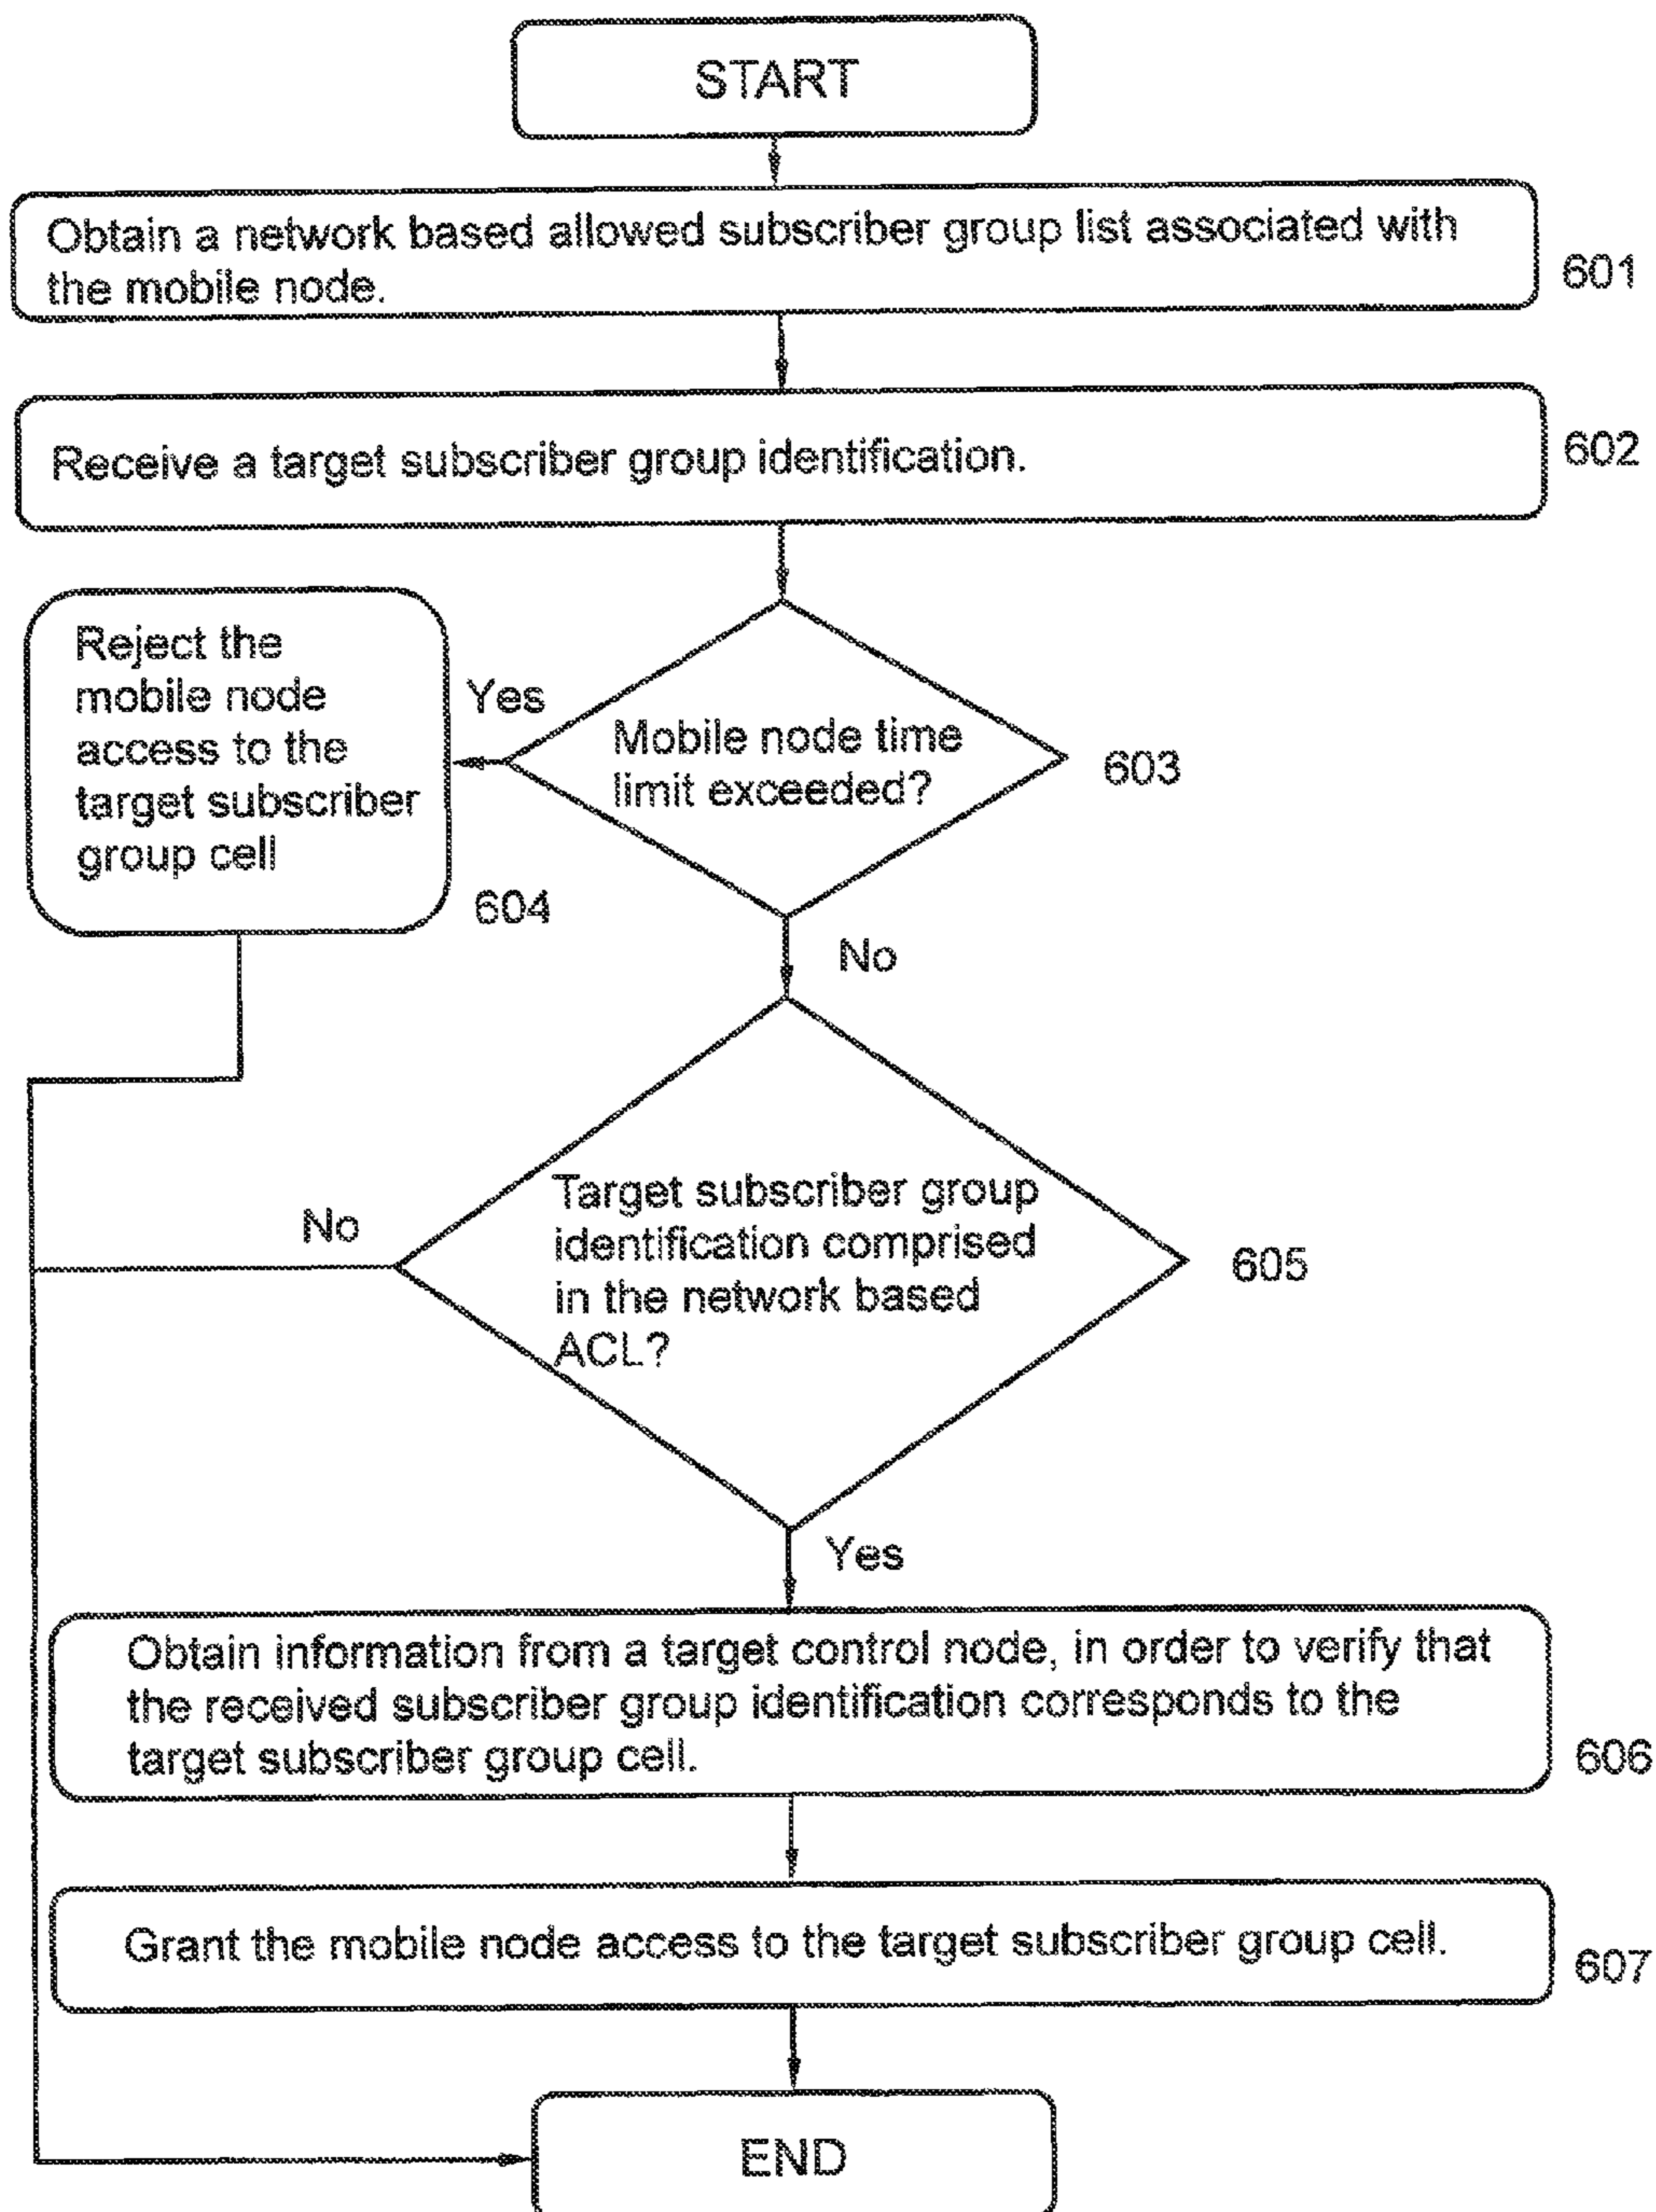 START
Obtain a network based allowed subscriber group list associated with
the mobile node.
601
Receive a target subscriber group identification.
602
Reject the
mobile node
access to the
target subscriber
group cell
604
Yes
Mobile node time
limit exceeded?
603
No
No
Target subscriber group
identification comprised
in the network based
ACL?
605
Yes
Obtain information from a target control node, in order to verify that
the received subscriber group identification corresponds to the
target subscriber group cell.
606
Grant the mobile node access to the target subscriber group cell.
607
END